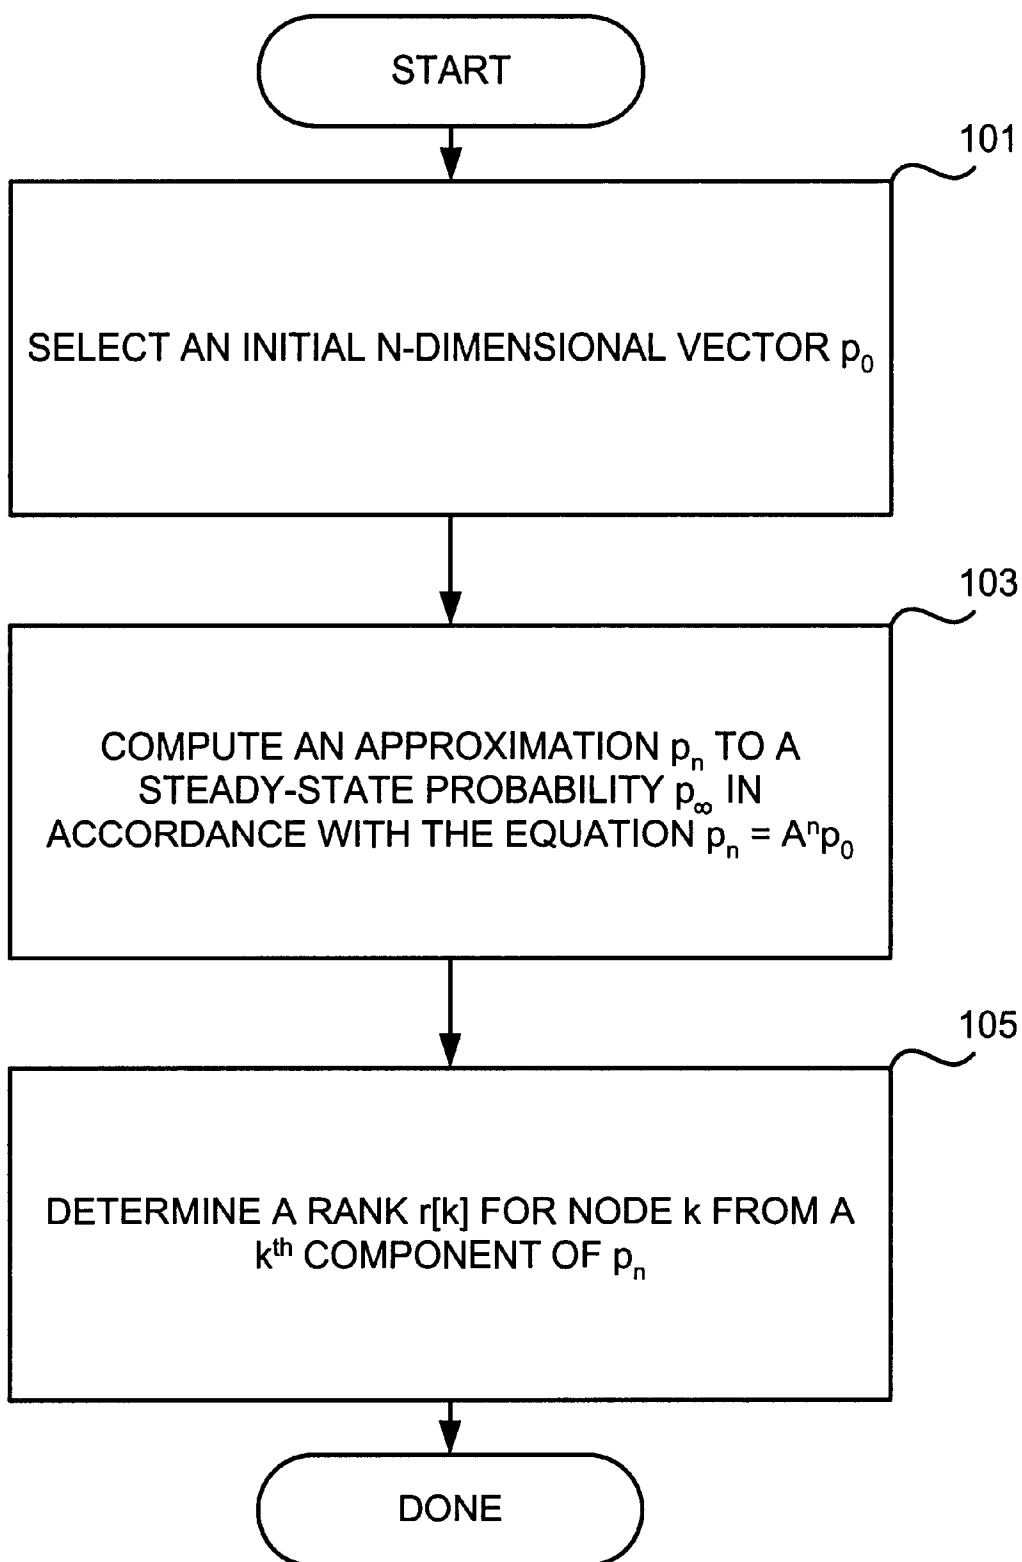 START
101
SELECT AN INITIAL N-DIMENSIONAL VECTOR p₀
103
COMPUTE AN APPROXIMATION pₙ TO A
STEADY-STATE PROBABILITY p∞ IN
ACCORDANCE WITH THE EQUATION pₙ = Aⁿp₀
105
DETERMINE A RANK r[k] FOR NODE k FROM A
kᵗʰ COMPONENT OF pₙ
DONE